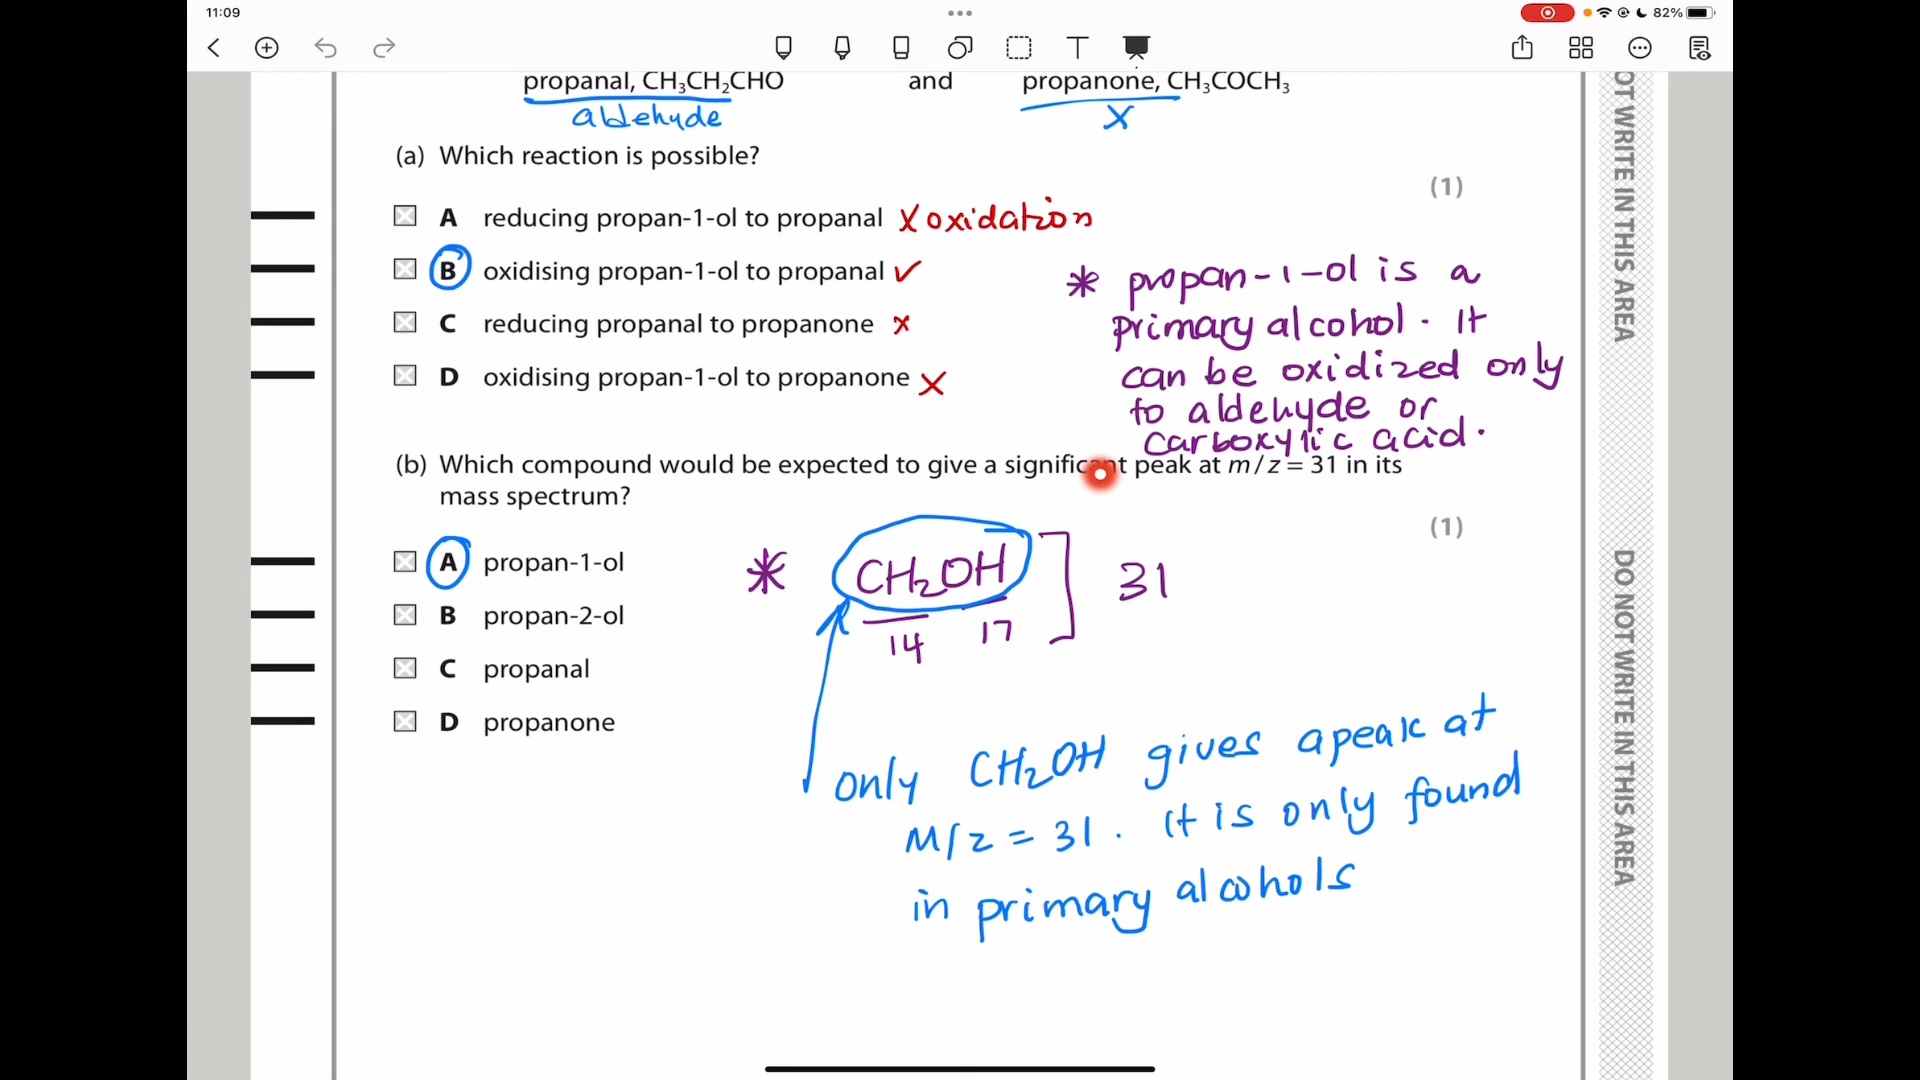 11:09
82%
propanal, CH₃CH₂CHO and propanone, CH₃COCH₃
aldehyde X
(a) Which reaction is possible?
(1)
A reducing propan-1-ol to propanal X oxidation
B oxidising propan-1-ol to propanal ✓
C reducing propanal to propanone x
D oxidising propan-1-ol to propanone X
* propan-1-ol is a
primary alcohol. It
can be oxidized only
to aldehyde or
carboxylic acid.
(b) Which compound would be expected to give a significant peak at m/z = 31 in its
mass spectrum?
(1)
A propan-1-ol
B propan-2-ol
C propanal
D propanone
* CH₂OH ] 31
14 17
only CH₂OH gives a peak at
M/z = 31. It is only found
in primary alcohols
OT WRITE IN THIS AREA
DO NOT WRITE IN THIS AREA